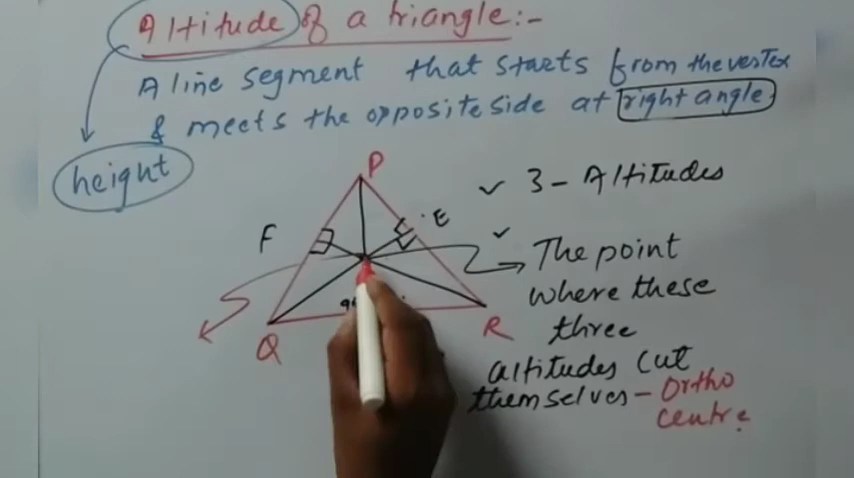 Altitude of a triangle:-
A line segment that starts from the vertex
& meets the opposite side at right angle.
height
P
3 - Altitudes
E
F
The point
where these
three
altitudes cut
themselves - Ortho
centre
Q
R